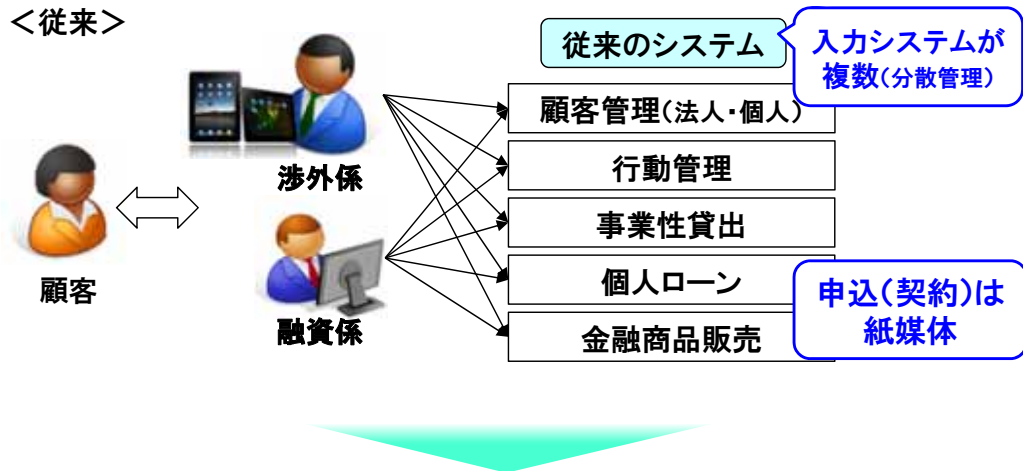 ＜従来＞
従来のシステム
入力システムが
複数（分散管理）
顧客管理（法人・個人）
行動管理
事業性貸出
個人ローン
金融商品販売
申込（契約）は
紙媒体
渉外係
顧客
融資係